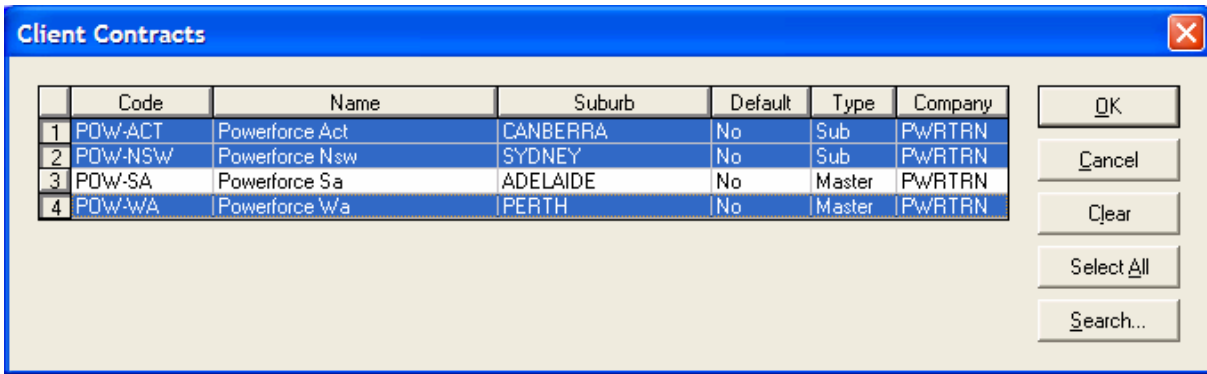 Client Contracts
Code Name Suburb Default Type Company
1 POW-ACT Powerforce Act CANBERRA No Sub PWRTRN
2 POW-NSW Powerforce Nsw SYDNEY No Sub PWRTRN
3 POW-SA Powerforce Sa ADELAIDE No Master PWRTRN
4 POW-WA Powerforce Wa PERTH No Master PWRTRN
OK
Cancel
Clear
Select All
Search...